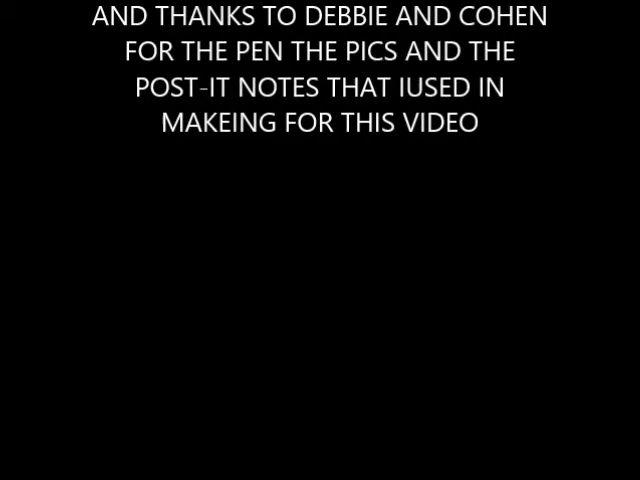 AND THANKS TO DEBBIE AND COHEN
FOR THE PEN THE PICS AND THE
POST-IT NOTES THAT IUSED IN
MAKEING FOR THIS VIDEO